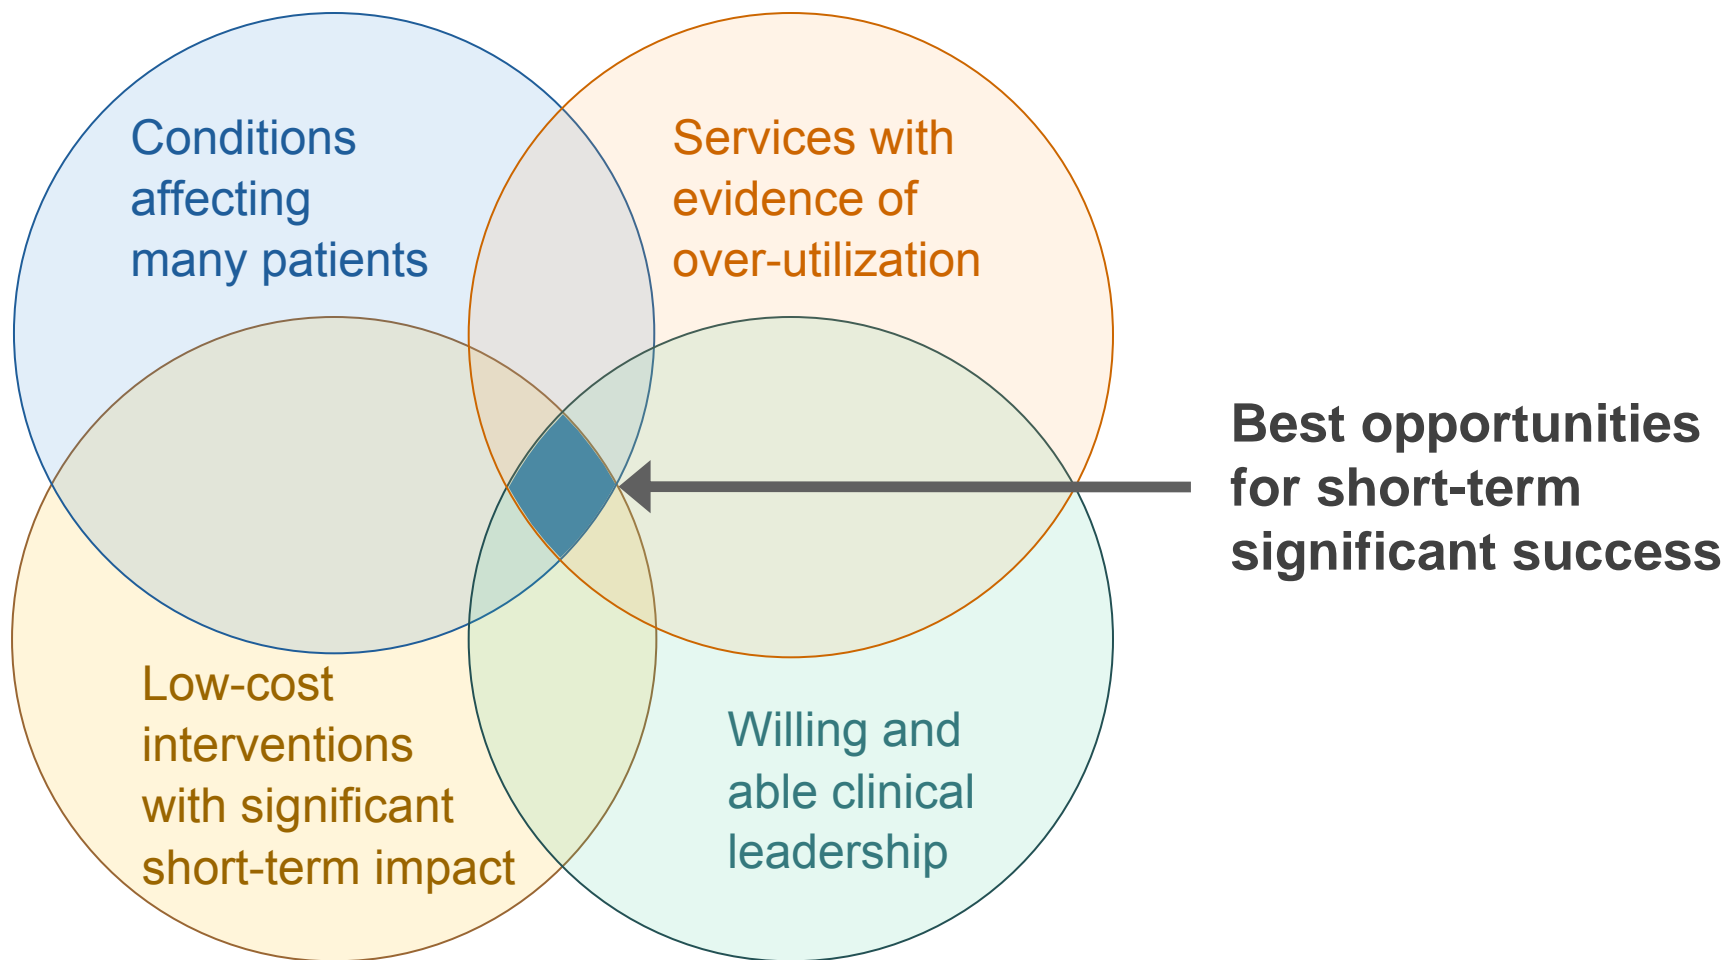 Conditions
affecting
many patients
Services with
evidence of
over-utilization
Best opportunities
for short-term
significant success
Low-cost
interventions
with significant
short-term impact
Willing and
able clinical
leadership